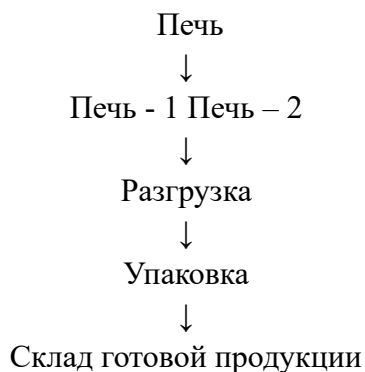 Печь
↓
Печь - 1 Печь – 2
↓
Разгрузка
↓
Упаковка
↓
Склад готовой продукции